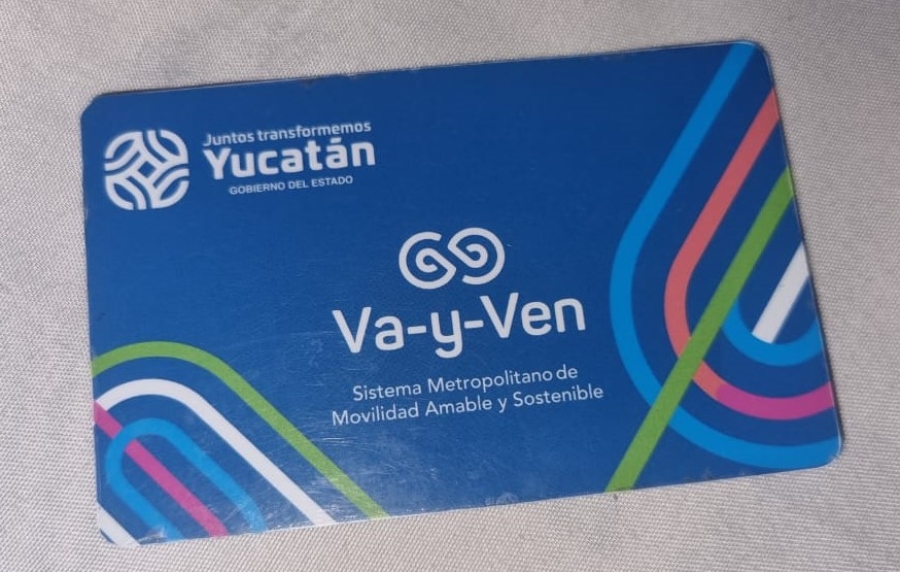 Juntos transformemos
Yucatán
GOBIERNO DEL ESTADO
Va-y-Ven
Sistema Metropolitano de
Movilidad Amable y Sostenible